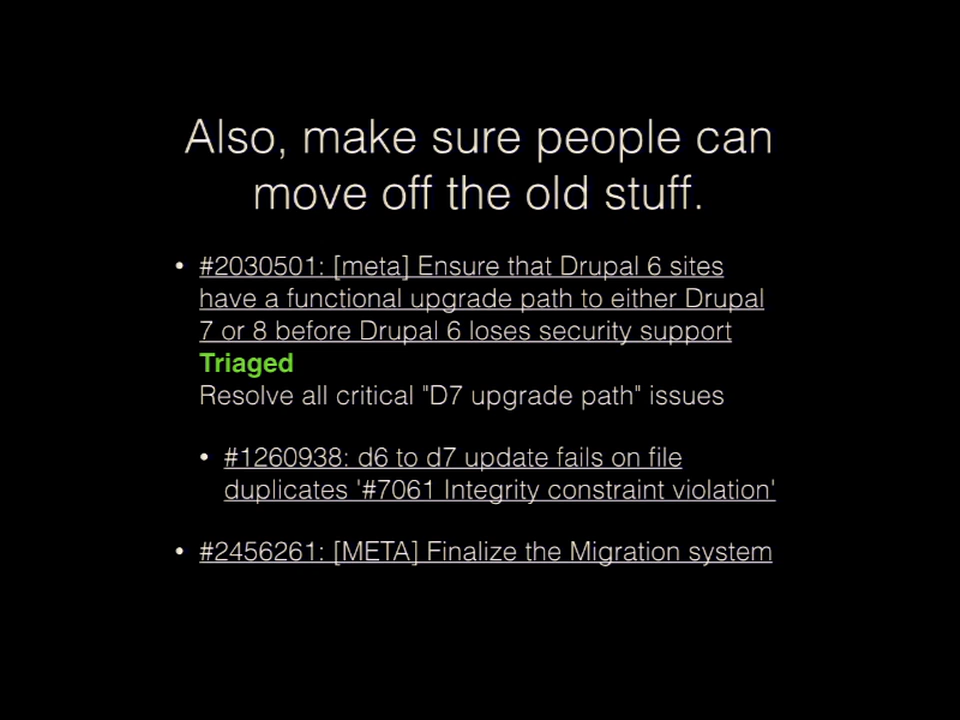 Also, make sure people can
move off the old stuff.
• #2030501: [meta] Ensure that Drupal 6 sites
have a functional upgrade path to either Drupal
7 or 8 before Drupal 6 loses security support
Triaged
Resolve all critical "D7 upgrade path" issues
• #1260938: d6 to d7 update fails on file
duplicates '#7061 Integrity constraint violation'
• #2456261: [META] Finalize the Migration system